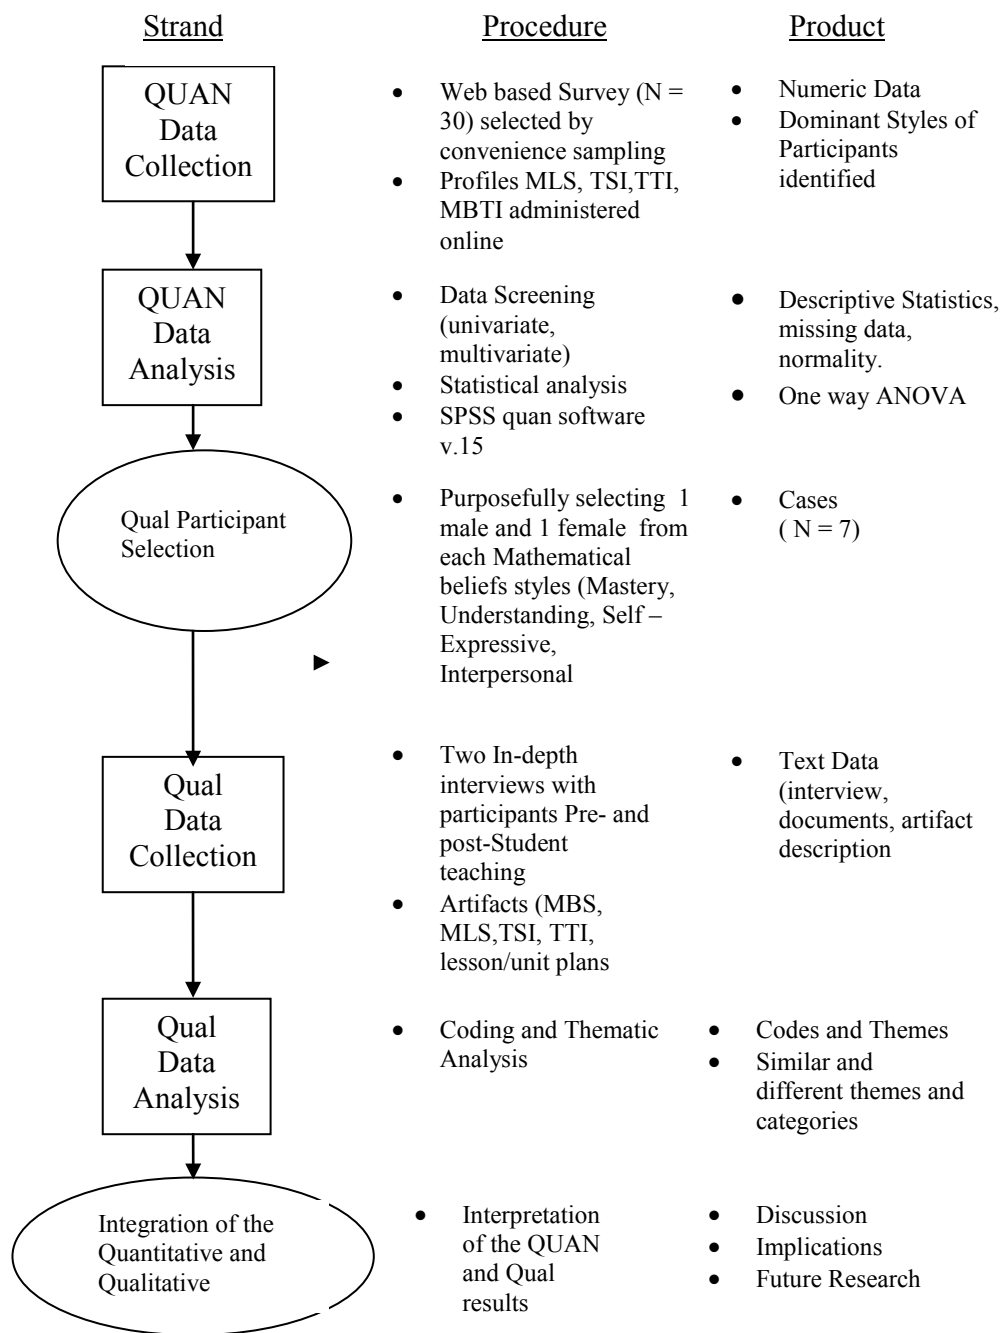 Strand Procedure Product
QUAN
Data
Collection
• Web based Survey (N =
30) selected by
convenience sampling
• Profiles MLS, TSI,TTI,
MBTI administered
online
• Numeric Data
• Dominant Styles of
Participants
identified
QUAN
Data
Analysis
• Data Screening
(univariate,
multivariate)
• Statistical analysis
• SPSS quan software
v.15
• Descriptive Statistics,
missing data,
normality.
• One way ANOVA
Qual Participant
Selection
• Purposefully selecting 1
male and 1 female from
each Mathematical
beliefs styles (Mastery,
Understanding, Self –
Expressive,
Interpersonal
• Cases
( N = 7)
Qual
Data
Collection
• Two In-depth
interviews with
participants Pre- and
post-Student
teaching
• Artifacts (MBS,
MLS,TSI, TTI,
lesson/unit plans
• Text Data
(interview,
documents, artifact
description
Qual
Data
Analysis
• Coding and Thematic
Analysis
• Codes and Themes
• Similar and
different themes and
categories
Integration of the
Quantitative and
Qualitative
• Interpretation
of the QUAN
and Qual
results
• Discussion
• Implications
• Future Research